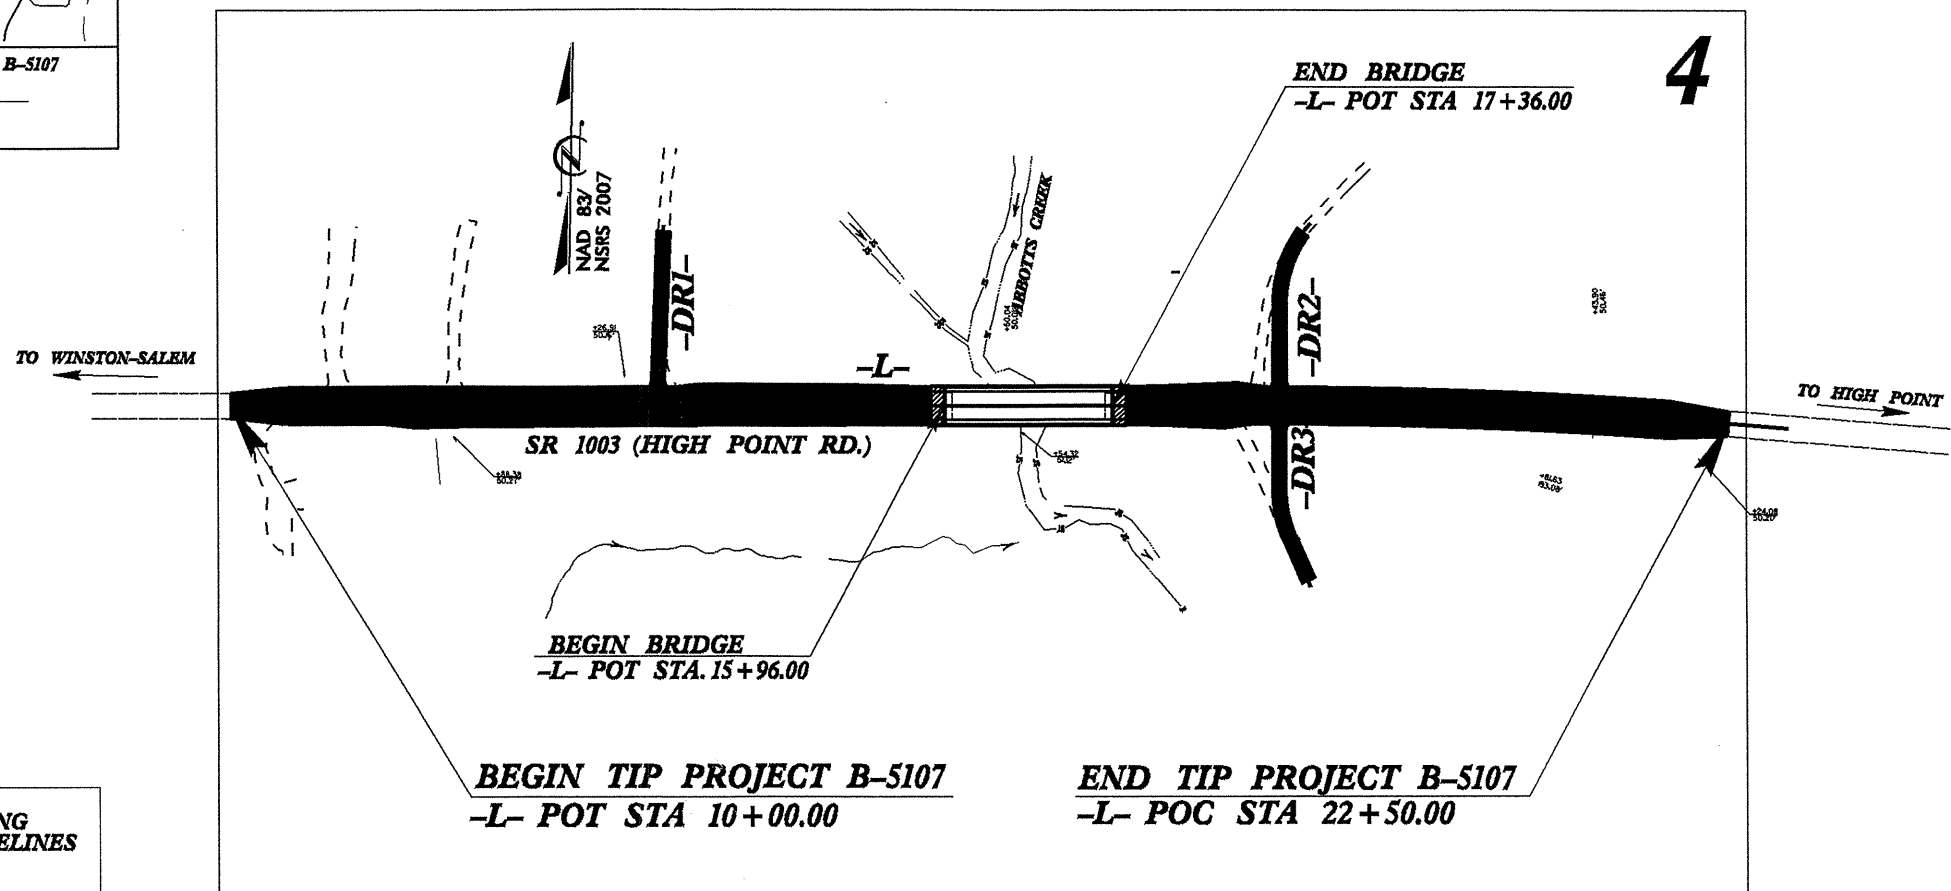 B–5107
4
END BRIDGE
–L– POT STA 17+36.00
NAD 83/
NSRS 2007
ABBOTTS CREEK
–DR1–
–DR2–
TO WINSTON–SALEM
–L–
TO HIGH POINT
SR 1003 (HIGH POINT RD.)
–DR3–
BEGIN BRIDGE
–L– POT STA. 15+96.00
BEGIN TIP PROJECT B–5107
–L– POT STA 10+00.00
END TIP PROJECT B–5107
–L– POC STA 22+50.00
NG
ELINES